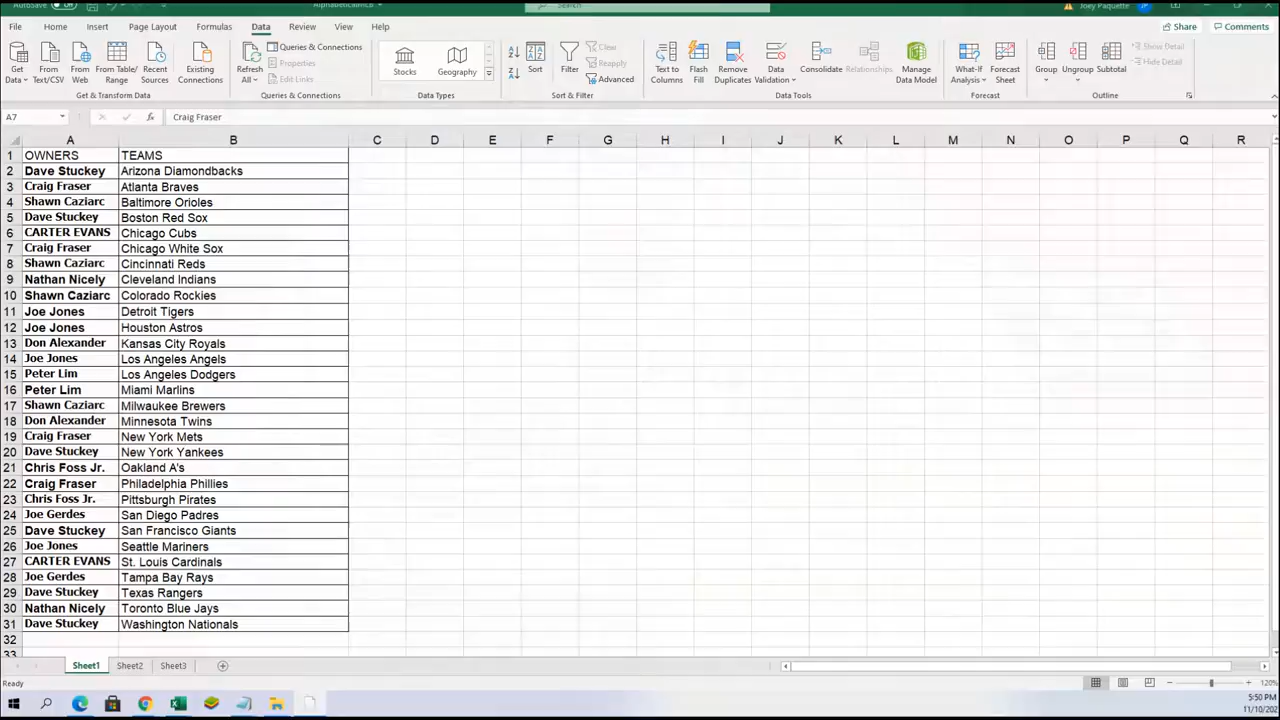 AutoSave Off AlphabeticalMLB Search Joey Paquette JP
File Home Insert Page Layout Formulas Data Review View Help Share Comments
Get Data From Text/CSV From Web From Table/Range Recent Sources Existing Connections
Refresh All Queries & Connections Properties Edit Links
Stocks Geography
Sort Filter Clear Reapply Advanced
Text to Columns Flash Fill Remove Duplicates Data Validation Consolidate Relationships Manage Data Model
What-If Analysis Forecast Sheet
Group Ungroup Subtotal Show Detail Hide Detail
Get & Transform Data Queries & Connections Data Types Sort & Filter Data Tools Forecast Outline
A7 fx Craig Fraser
A B C D E F G H I J K L M N O P Q R
1 OWNERS TEAMS
2 Dave Stuckey Arizona Diamondbacks
3 Craig Fraser Atlanta Braves
4 Shawn Caziarc Baltimore Orioles
5 Dave Stuckey Boston Red Sox
6 CARTER EVANS Chicago Cubs
7 Craig Fraser Chicago White Sox
8 Shawn Caziarc Cincinnati Reds
9 Nathan Nicely Cleveland Indians
10 Shawn Caziarc Colorado Rockies
11 Joe Jones Detroit Tigers
12 Joe Jones Houston Astros
13 Don Alexander Kansas City Royals
14 Joe Jones Los Angeles Angels
15 Peter Lim Los Angeles Dodgers
16 Peter Lim Miami Marlins
17 Shawn Caziarc Milwaukee Brewers
18 Don Alexander Minnesota Twins
19 Craig Fraser New York Mets
20 Dave Stuckey New York Yankees
21 Chris Foss Jr. Oakland A's
22 Craig Fraser Philadelphia Phillies
23 Chris Foss Jr. Pittsburgh Pirates
24 Joe Gerdes San Diego Padres
25 Dave Stuckey San Francisco Giants
26 Joe Jones Seattle Mariners
27 CARTER EVANS St. Louis Cardinals
28 Joe Gerdes Tampa Bay Rays
29 Dave Stuckey Texas Rangers
30 Nathan Nicely Toronto Blue Jays
31 Dave Stuckey Washington Nationals
32
33
Sheet1 Sheet2 Sheet3
Ready 120%
5:50 PM
11/10/202